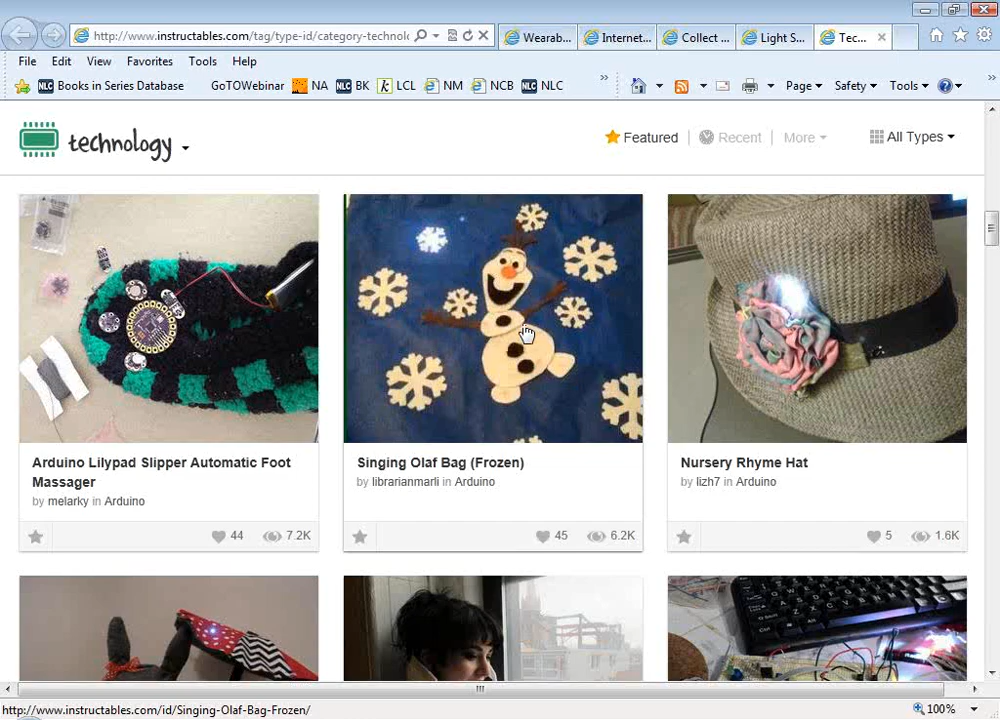 http://www.instructables.com/tag/type-id/category-technolo
Wearab...
Internet...
Collect ...
Light S...
Tec...
File Edit View Favorites Tools Help
NLC Books in Series Database GoTOWebinar NA NLC BK k LCL NM NCB NLC NLC
Page Safety Tools
technology
Featured | Recent | More All Types
Arduino Lilypad Slipper Automatic Foot
Massager
by melarky in Arduino
44 7.2K
Singing Olaf Bag (Frozen)
by librarianmarli in Arduino
45 6.2K
Nursery Rhyme Hat
by lizh7 in Arduino
5 1.6K
http://www.instructables.com/id/Singing-Olaf-Bag-Frozen/
100%